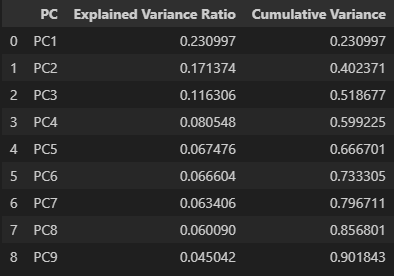 PC Explained Variance Ratio Cumulative Variance
0 PC1 0.230997 0.230997
1 PC2 0.171374 0.402371
2 PC3 0.116306 0.518677
3 PC4 0.080548 0.599225
4 PC5 0.067476 0.666701
5 PC6 0.066604 0.733305
6 PC7 0.063406 0.796711
7 PC8 0.060090 0.856801
8 PC9 0.045042 0.901843